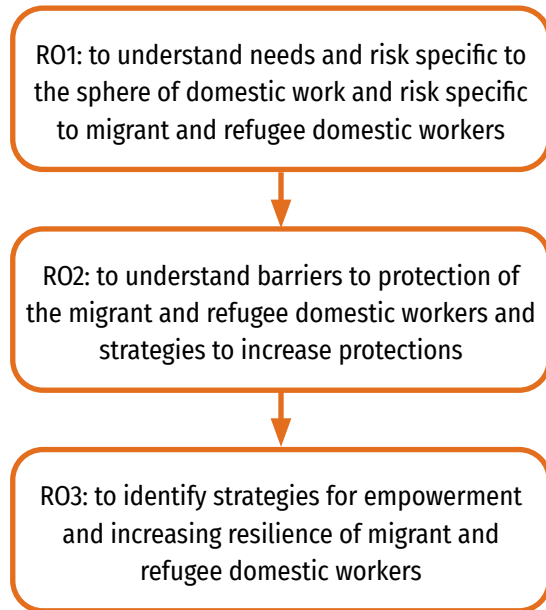 RO1: to understand needs and risk specific to
the sphere of domestic work and risk specific
to migrant and refugee domestic workers
RO2: to understand barriers to protection of
the migrant and refugee domestic workers and
strategies to increase protections
RO3: to identify strategies for empowerment
and increasing resilience of migrant and
refugee domestic workers